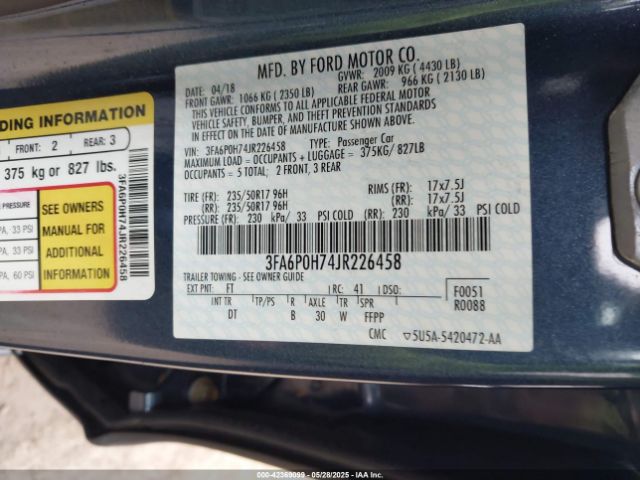 MFD. BY FORD MOTOR CO.
DATE: 04/18 GVWR: 2009 KG ( 4430 LB)
FRONT GAWR: 1066 KG ( 2350 LB) REAR GAWR: 966 KG ( 2130 LB)
THIS VEHICLE CONFORMS TO ALL APPLICABLE FEDERAL MOTOR
VEHICLE SAFETY, BUMPER, AND THEFT PREVENTION STANDARDS
IN EFFECT ON THE DATE OF MANUFACTURE SHOWN ABOVE.
VIN: 3FA6P0H74JR226458 TYPE: Passenger Car
MAXIMUM LOAD = OCCUPANTS + LUGGAGE = 375KG/ 827LB
OCCUPANTS = 5 TOTAL: 2 FRONT, 3 REAR
TIRE (FR): 235/50R17 96H RIMS (FR): 17x7.5J
(RR): 235/50R17 96H (RR): 17x7.5J
PRESSURE (FR): 230 kPa/ 33 PSI COLD (RR): 230 kPa/ 33 PSI COLD
3FA6P0H74JR226458
TRAILER TOWING - SEE OWNER GUIDE
EXT PNT: FT RC: 41 DSO: F0051
INT TR TP/PS R AXLE TR SPR R0088
DT B 30 W FFPP
CMC ▽5U5A-5420472-AA
DING INFORMATION
FRONT: 2 REAR: 3
375 kg or 827 lbs.
PRESSURE
PA, 33 PSI
PA, 33 PSI
PA, 60 PSI
SEE OWNERS
MANUAL FOR
ADDITIONAL
INFORMATION
3FA6P0H74JR226458
000-42369099 - 05/28/2025 - IAAI.COM